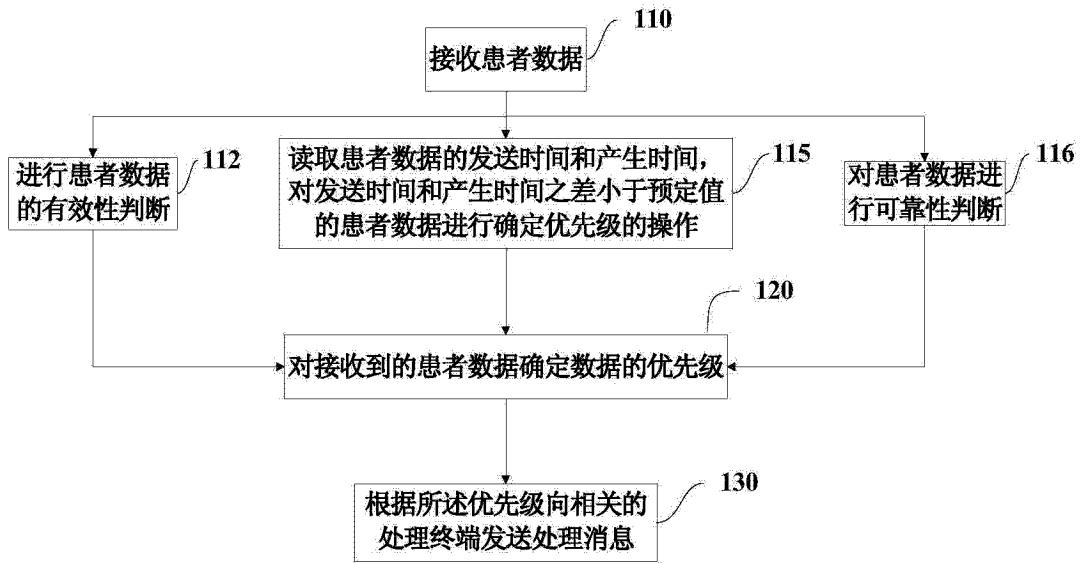 110
接收患者数据
112
进行患者数据
的有效性判断
115
读取患者数据的发送时间和产生时间,
对发送时间和产生时间之差小于预定值
的患者数据进行确定优先级的操作
116
对患者数据进
行可靠性判断
120
对接收到的患者数据确定数据的优先级
130
根据所述优先级向相关的
处理终端发送处理消息